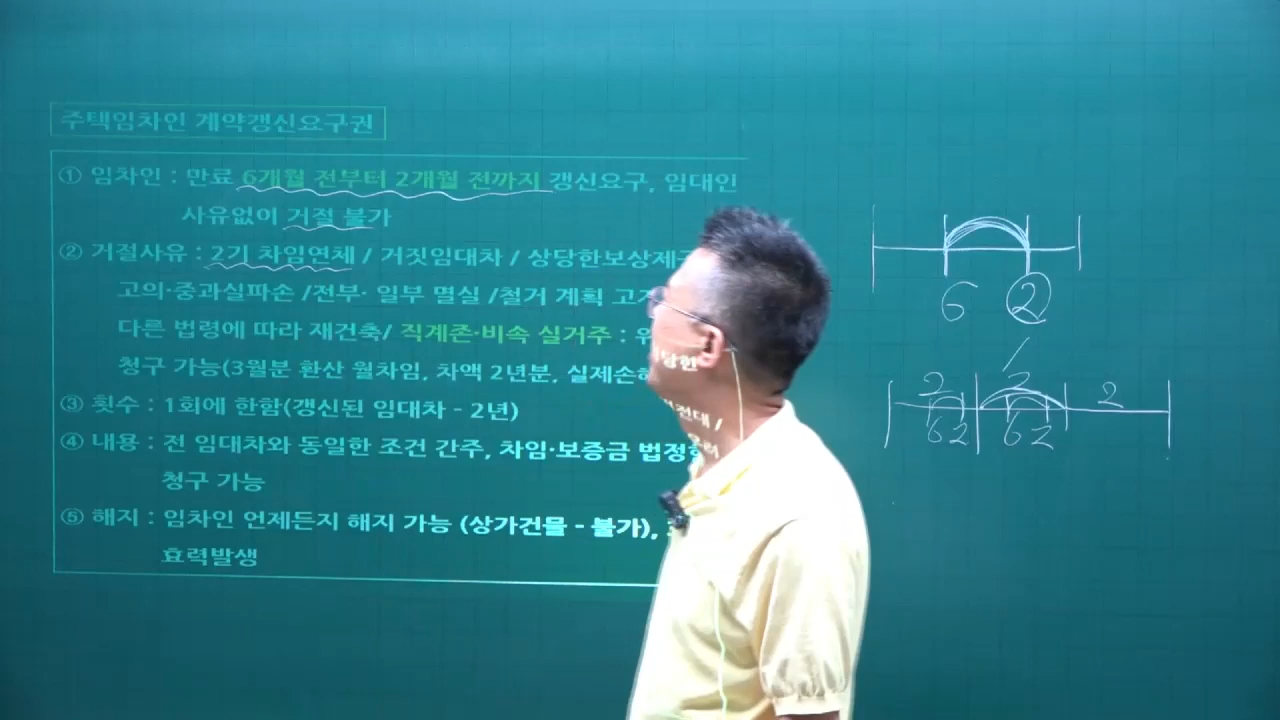 주택임차인 계약갱신요구권
① 임차인 : 만료 6개월 전부터 2개월 전까지 갱신요구, 임대인
사유없이 거절 불가
② 거절사유 : 2기 차임연체 / 거짓임대차 / 상당한보상제
고의·중과실파손 /전부· 일부 멸실 /철거 계획 고
다른 법령에 따라 재건축/ 직계존·비속 실거주 :
청구 가능(3월분 환산 월차임, 차액 2년분, 실제손
③ 횟수 : 1회에 한함(갱신된 임대차 - 2년)
④ 내용 : 전 임대차와 동일한 조건 간주, 차임·보증금 법정
청구 가능
⑤ 해지 : 임차인 언제든지 해지 가능 (상가건물 - 불가),
효력발생
당한
전대 /
6 2
2 2 2
6 2 6 2